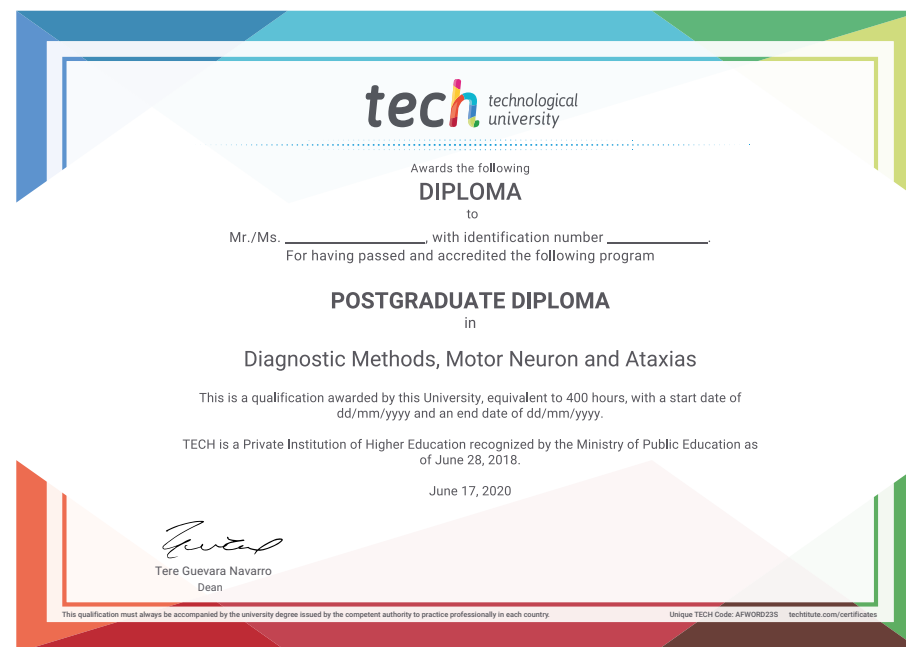 tech technological
university
Awards the following
DIPLOMA
to
Mr./Ms. ____________________, with identification number ______________.
For having passed and accredited the following program
POSTGRADUATE DIPLOMA
in
Diagnostic Methods, Motor Neuron and Ataxias
This is a qualification awarded by this University, equivalent to 400 hours, with a start date of
dd/mm/yyyy and an end date of dd/mm/yyyy.
TECH is a Private Institution of Higher Education recognized by the Ministry of Public Education as
of June 28, 2018.
June 17, 2020
Tere Guevara Navarro
Dean
This qualification must always be accompanied by the university degree issued by the competent authority to practice professionally in each country. Unique TECH Code: AFWORD23S techtitute.com/certificates